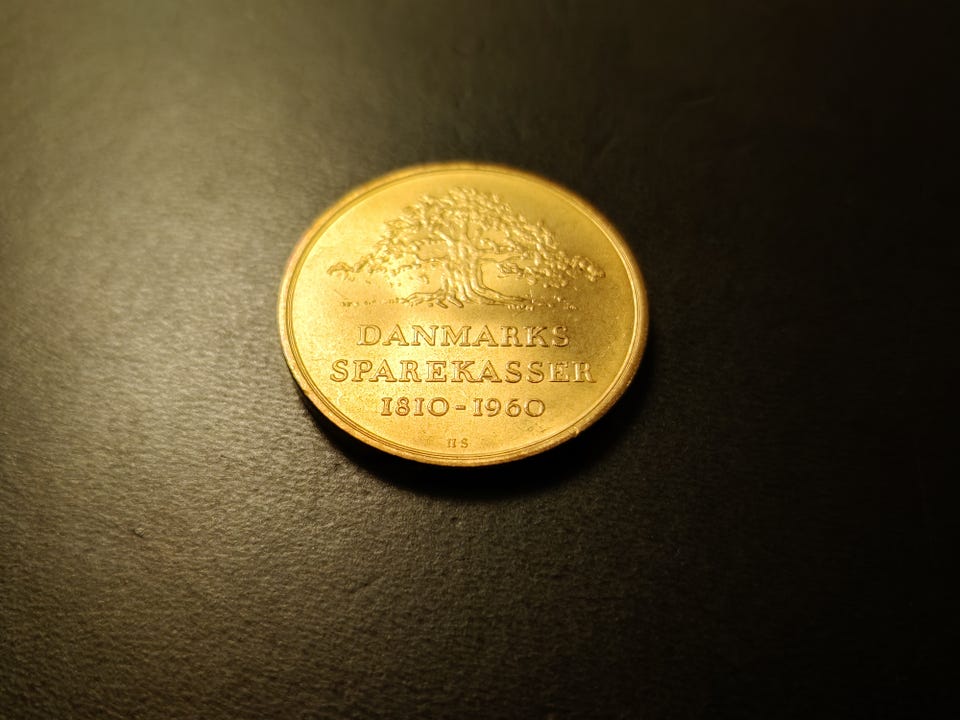 DANMARKS
SPAREKASSER
1810-1960
HS